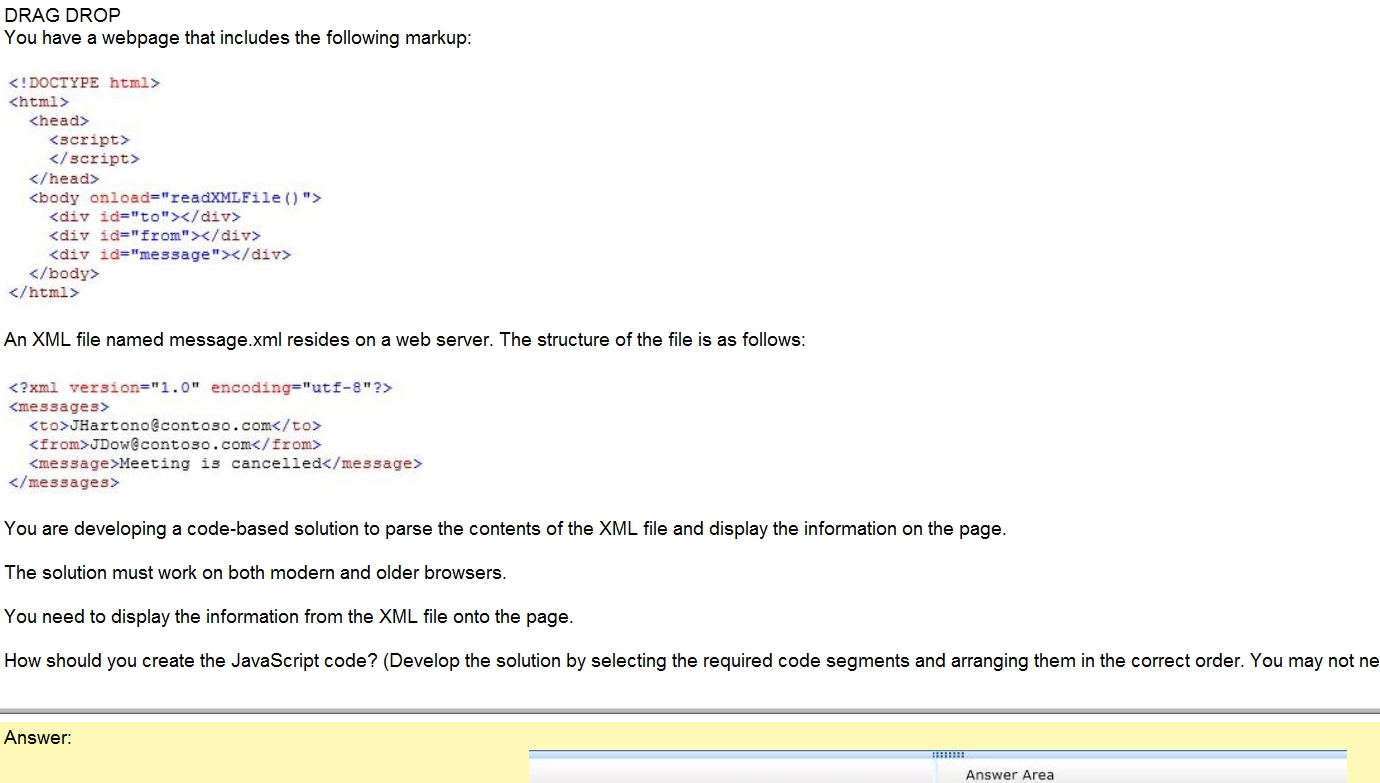 DRAG DROP
You have a webpage that includes the following markup:
<!DOCTYPE html>
<html>
<head>
<script>
</script>
</head>
<body onload="readXMLFile()">
<div id="to"></div>
<div id="from"></div>
<div id="message"></div>
</body>
</html>
An XML file named message.xml resides on a web server. The structure of the file is as follows:
<?xml version="1.0" encoding="utf-8"?>
<messages>
<to>JHartono@contoso.com</to>
<from>JDow@contoso.com</from>
<message>Meeting is cancelled</message>
</messages>
You are developing a code-based solution to parse the contents of the XML file and display the information on the page.
The solution must work on both modern and older browsers.
You need to display the information from the XML file onto the page.
How should you create the JavaScript code? (Develop the solution by selecting the required code segments and arranging them in the correct order. You may not ne
Answer:
Answer Area